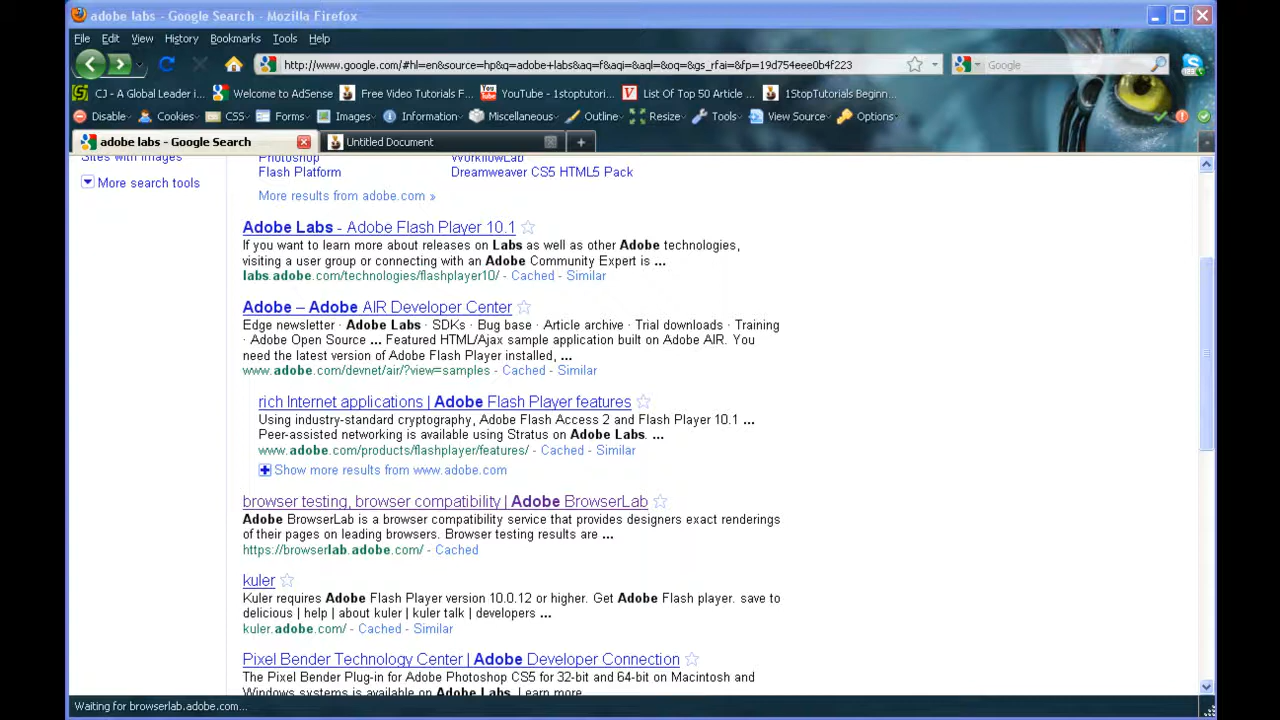 adobe labs - Google Search - Mozilla Firefox
File Edit View History Bookmarks Tools Help
http://www.google.com/#hl=en&source=hp&q=adobe+labs&aq=f&aqi=&aql=&oq=&gs_rfai=&fp=19d754eee0b4f223
Google
CJ - A Global Leader i... Welcome to AdSense Free Video Tutorials F... YouTube - 1stoptutori... List Of Top 50 Article ... 1StopTutorials Beginn...
Disable Cookies CSS Forms Images Information Miscellaneous Outline Resize Tools View Source Options
adobe labs - Google Search Untitled Document
Sites with images
More search tools
Photoshop WorkflowLab
Flash Platform Dreamweaver CS5 HTML5 Pack
More results from adobe.com »
Adobe Labs - Adobe Flash Player 10.1
If you want to learn more about releases on Labs as well as other Adobe technologies,
visiting a user group or connecting with an Adobe Community Expert is ...
labs.adobe.com/technologies/flashplayer10/ - Cached - Similar
Adobe – Adobe AIR Developer Center
Edge newsletter · Adobe Labs · SDKs · Bug base · Article archive · Trial downloads · Training
· Adobe Open Source ... Featured HTML/Ajax sample application built on Adobe AIR. You
need the latest version of Adobe Flash Player installed, ...
www.adobe.com/devnet/air/?view=samples - Cached - Similar
rich Internet applications | Adobe Flash Player features
Using industry-standard cryptography, Adobe Flash Access 2 and Flash Player 10.1 ...
Peer-assisted networking is available using Stratus on Adobe Labs. ...
www.adobe.com/products/flashplayer/features/ - Cached - Similar
Show more results from www.adobe.com
browser testing, browser compatibility | Adobe BrowserLab
Adobe BrowserLab is a browser compatibility service that provides designers exact renderings
of their pages on leading browsers. Browser testing results are ...
https://browserlab.adobe.com/ - Cached
kuler
Kuler requires Adobe Flash Player version 10.0.12 or higher. Get Adobe Flash player. save to
delicious | help | about kuler | kuler talk | developers ...
kuler.adobe.com/ - Cached - Similar
Pixel Bender Technology Center | Adobe Developer Connection
The Pixel Bender Plug-in for Adobe Photoshop CS5 for 32-bit and 64-bit on Macintosh and
Windows systems is available on Adobe Labs. Learn more
Waiting for browserlab.adobe.com...